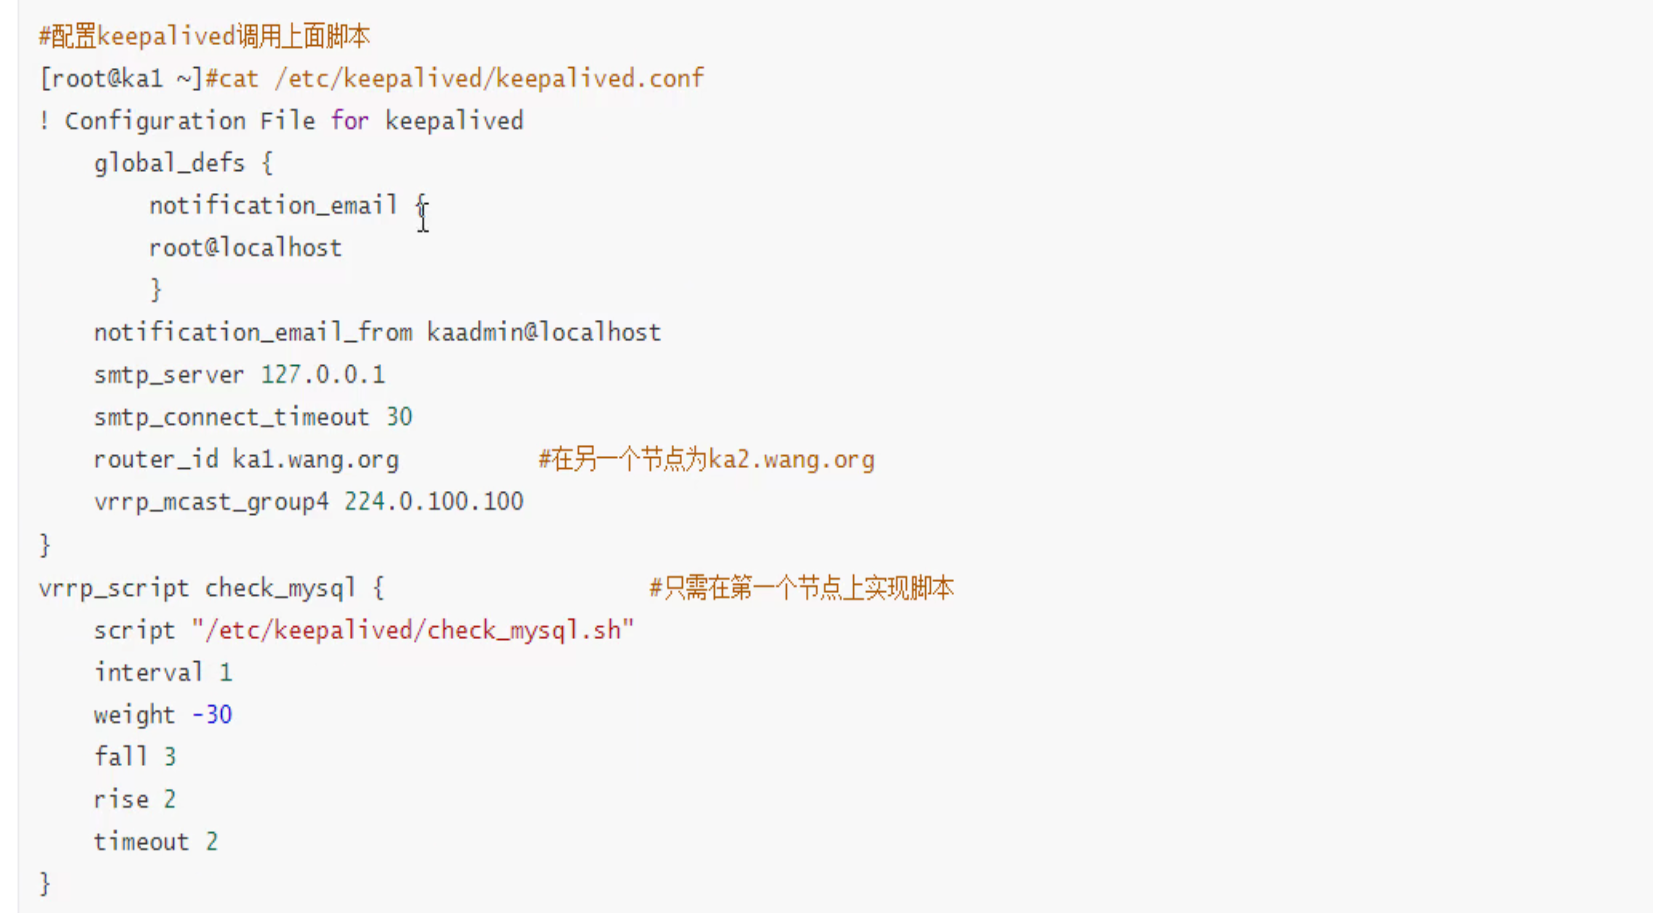 #配置keepalived调用上面脚本
[root@ka1 ~]#cat /etc/keepalived/keepalived.conf
! Configuration File for keepalived
    global_defs {
        notification_email {
        root@localhost
        }
    notification_email_from kaadmin@localhost
    smtp_server 127.0.0.1
    smtp_connect_timeout 30
    router_id ka1.wang.org          #在另一个节点为ka2.wang.org
    vrrp_mcast_group4 224.0.100.100
}
vrrp_script check_mysql {                   #只需在第一个节点上实现脚本
    script "/etc/keepalived/check_mysql.sh"
    interval 1
    weight -30
    fall 3
    rise 2
    timeout 2
}